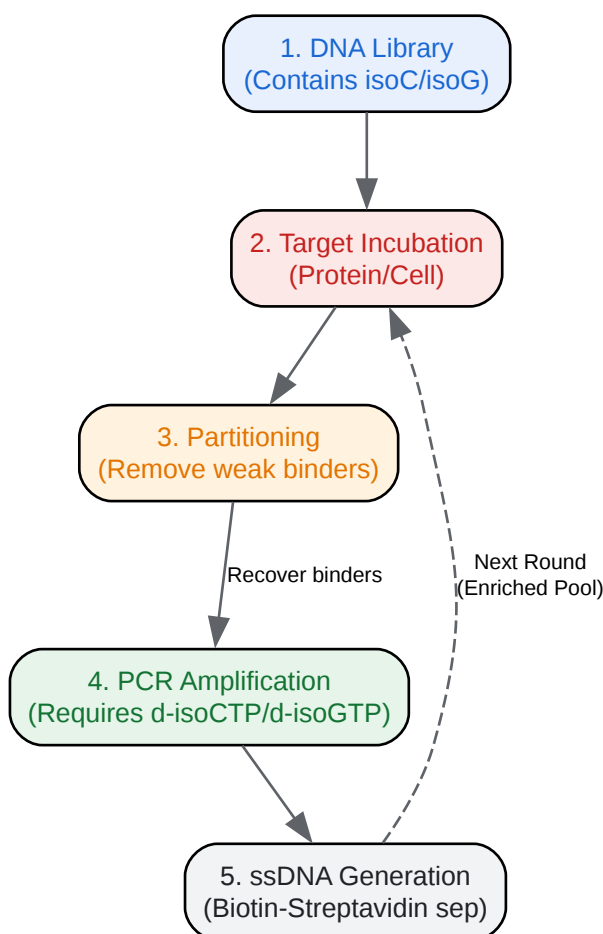 1. DNA Library
(Contains isoC/isoG)
2. Target Incubation
(Protein/Cell)
3. Partitioning
(Remove weak binders)
Recover binders
Next Round
(Enriched Pool)
4. PCR Amplification
(Requires d-isoCTP/d-isoGTP)
5. ssDNA Generation
(Biotin-Streptavidin sep)